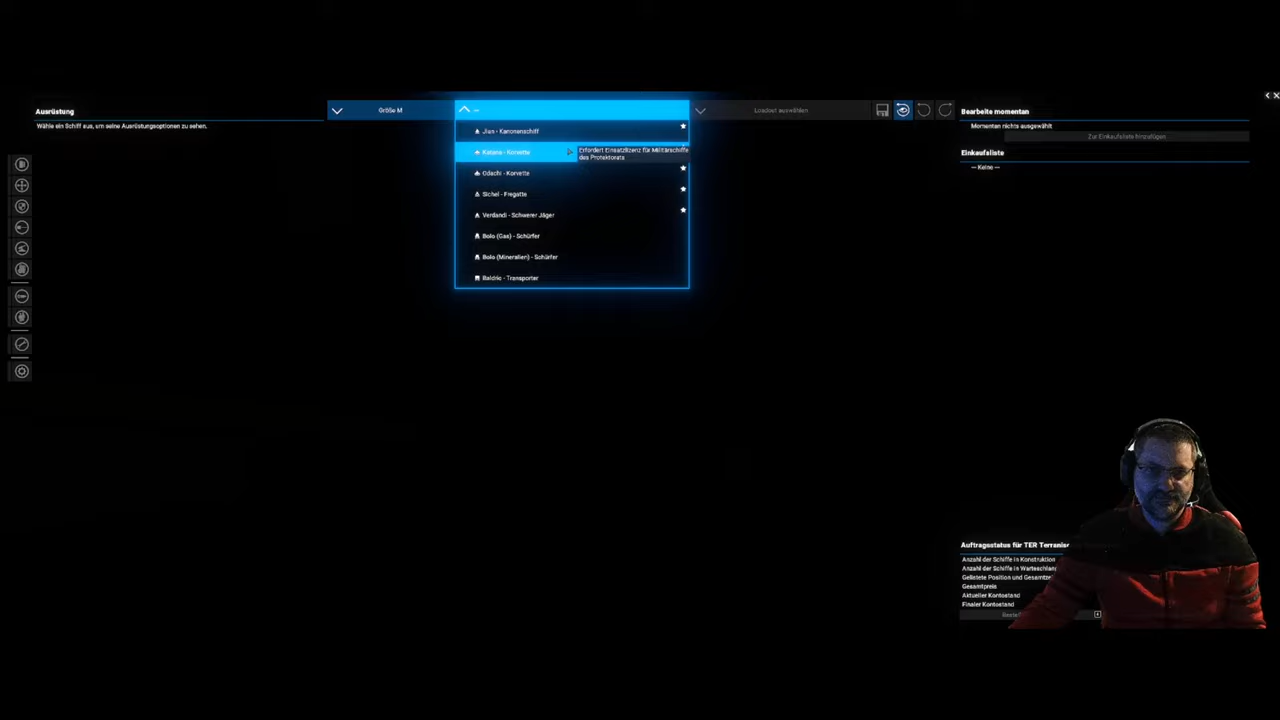 Ausrüstung
Wähle ein Schiff aus, um seine Ausrüstungsoptionen zu sehen.
Größe M
--
Jian - Kanonenschiff
Katana - Korvette
Erfordert Einsatzlizenz für Militärschiffe
des Protektorats
Odachi - Korvette
Sichel - Fregatte
Verdandi - Schwerer Jäger
Bolo (Gas) - Schürfer
Bolo (Mineralien) - Schürfer
Baldric - Transporter
Loadout auswählen
Bearbeite momentan
Momentan nichts ausgewählt
Zur Einkaufsliste hinzufügen
Einkaufsliste
-- Keine --
Auftragsstatus für TER Terranisc
Anzahl der Schiffe in Konstruktion
Anzahl der Schiffe in Warteschlang
Gelistete Position und Gesamtze
Gesamtpreis
Aktueller Kontostand
Finaler Kontostand